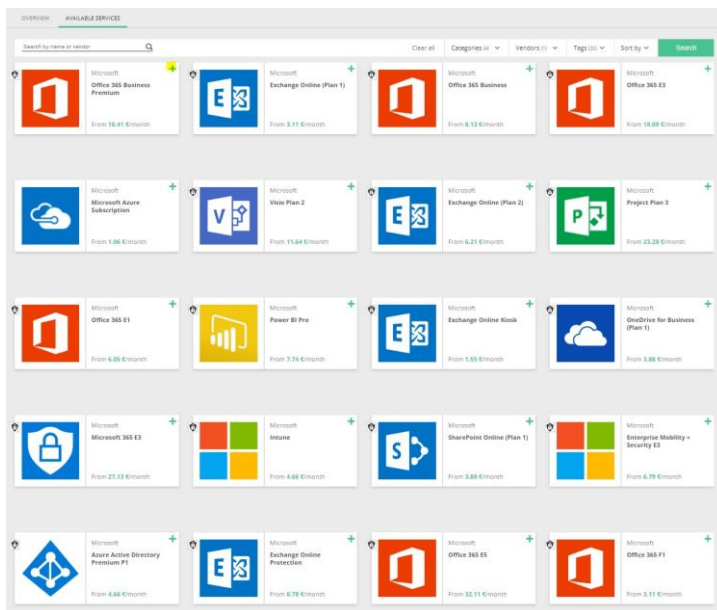 OVERVIEW AVAILABLE SERVICES
Search by name or vendor Clear all Categories (4) Vendors (1) Tags (20) Sort by Search
Microsoft
Office 365 Business
Premium
From 10.41 €/month
Microsoft
Exchange Online (Plan 1)
From 3.11 €/month
Microsoft
Office 365 Business
From 8.13 €/month
Microsoft
Office 365 E3
From 18.09 €/month
Microsoft
Microsoft Azure
Subscription
From 1.06 €/month
V
Microsoft
Visio Plan 2
From 11.64 €/month
E
Microsoft
Exchange Online (Plan 2)
From 6.21 €/month
P
Microsoft
Project Plan 3
From 23.28 €/month
Microsoft
Office 365 E1
From 6.05 €/month
Microsoft
Power BI Pro
From 7.74 €/month
E
Microsoft
Exchange Online Kiosk
From 1.55 €/month
Microsoft
OneDrive for Business
(Plan 1)
From 3.88 €/month
Microsoft
Microsoft 365 E3
From 27.13 €/month
Microsoft
Intune
From 4.66 €/month
S
Microsoft
SharePoint Online (Plan 1)
From 3.88 €/month
Microsoft
Enterprise Mobility +
Security E3
From 6.79 €/month
Microsoft
Azure Active Directory
Premium P1
From 4.66 €/month
E
Microsoft
Exchange Online
Protection
From 0.78 €/month
Microsoft
Office 365 E5
From 32.11 €/month
Microsoft
Office 365 F1
From 3.11 €/month